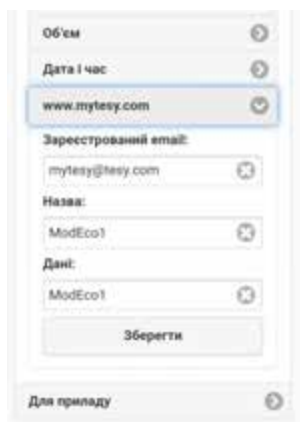 Об'єм
Дата і час
www.mytesy.com
Зареєстрований email:
mytesy@tesy.com
Назва:
ModEco1
Дані:
ModEco1
Зберегти
Для приладу